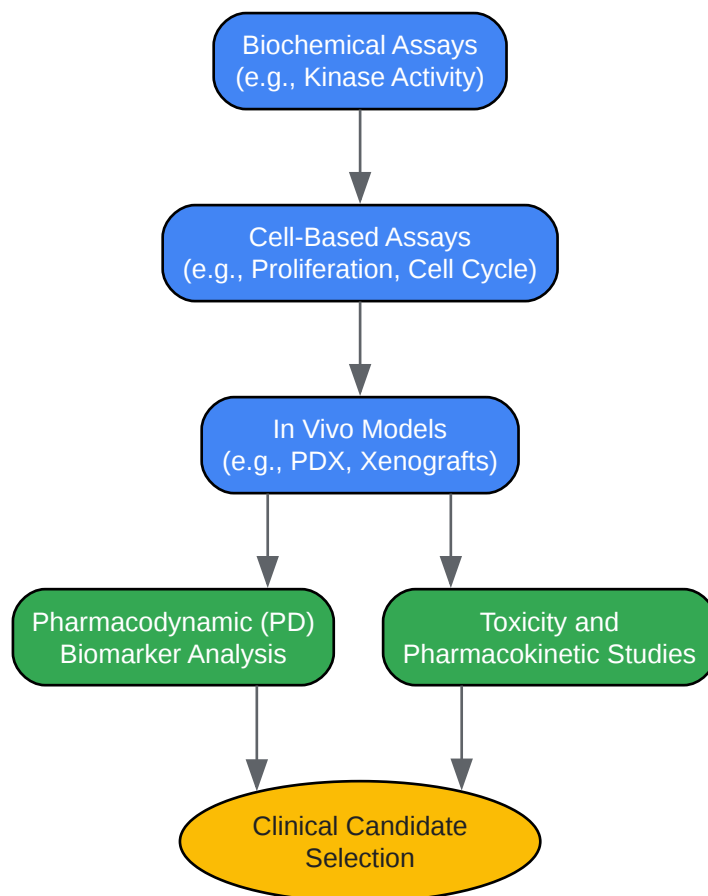 Biochemical Assays
(e.g., Kinase Activity)
Cell-Based Assays
(e.g., Proliferation, Cell Cycle)
In Vivo Models
(e.g., PDX, Xenografts)
Pharmacodynamic (PD)
Biomarker Analysis
Toxicity and
Pharmacokinetic Studies
Clinical Candidate
Selection